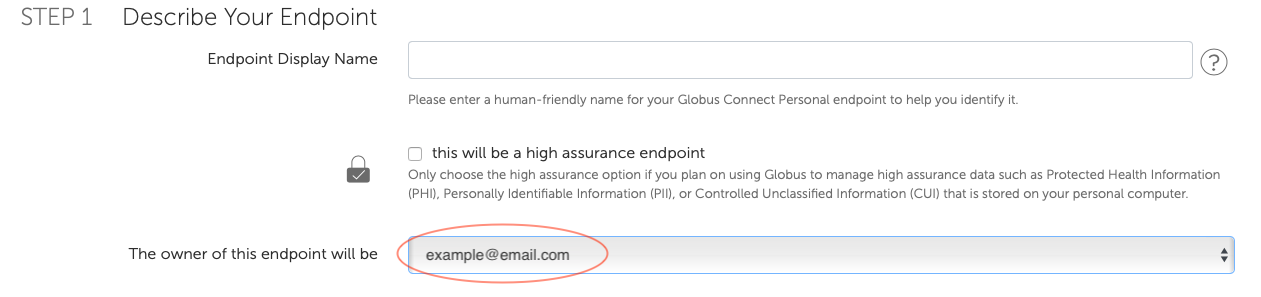 STEP 1 Describe Your Endpoint
Endpoint Display Name
?
Please enter a human-friendly name for your Globus Connect Personal endpoint to help you identify it.
this will be a high assurance endpoint
Only choose the high assurance option if you plan on using Globus to manage high assurance data such as Protected Health Information
(PHI), Personally Identifiable Information (PII), or Controlled Unclassified Information (CUI) that is stored on your personal computer.
The owner of this endpoint will be example@email.com